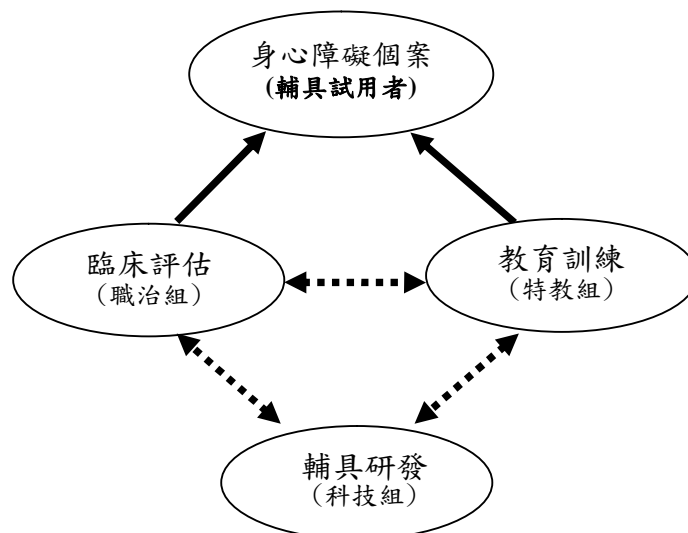 身心障礙個案
(輔具試用者)
臨床評估
（職治組）
教育訓練
（特教組）
輔具研發
（科技組）